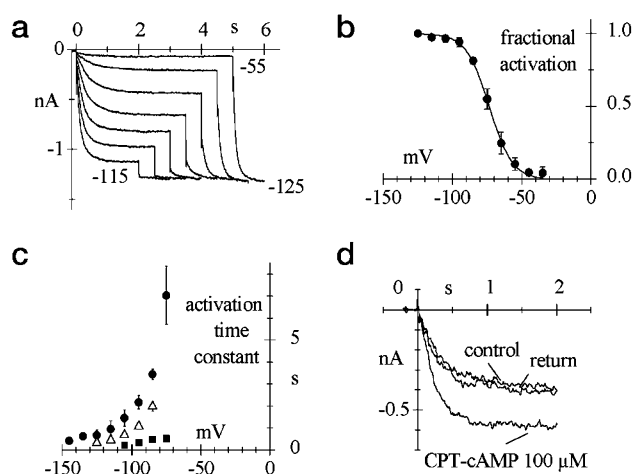 a
0 2 4 s 6
0
-55
nA
-1
-115
-125
b
fractional
activation
1.0
0.5
mV
0.0
-150 -100 -50 0
c
activation
time
constant
5
s
mV
0
-150 -100 -50 0
d
0 s 1 2
nA
control
return
-0.5
CPT-cAMP 100 µM